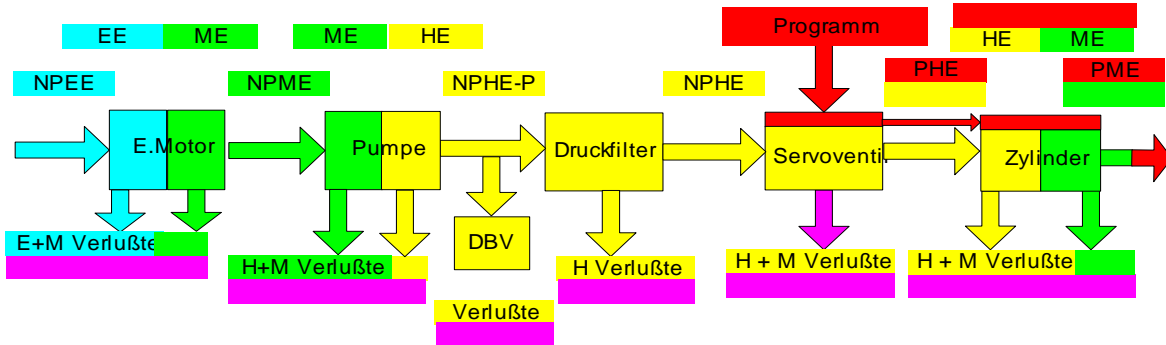 EE ME ME HE Programm HE ME
NPEE NPME NPHE-P NPHE PHE PME
E.Motor Pumpe Druckfilter Servoventil Zylinder
DBV
E+M Verlußte H+M Verlußte H Verlußte H + M Verlußte H + M Verlußte
Verlußte